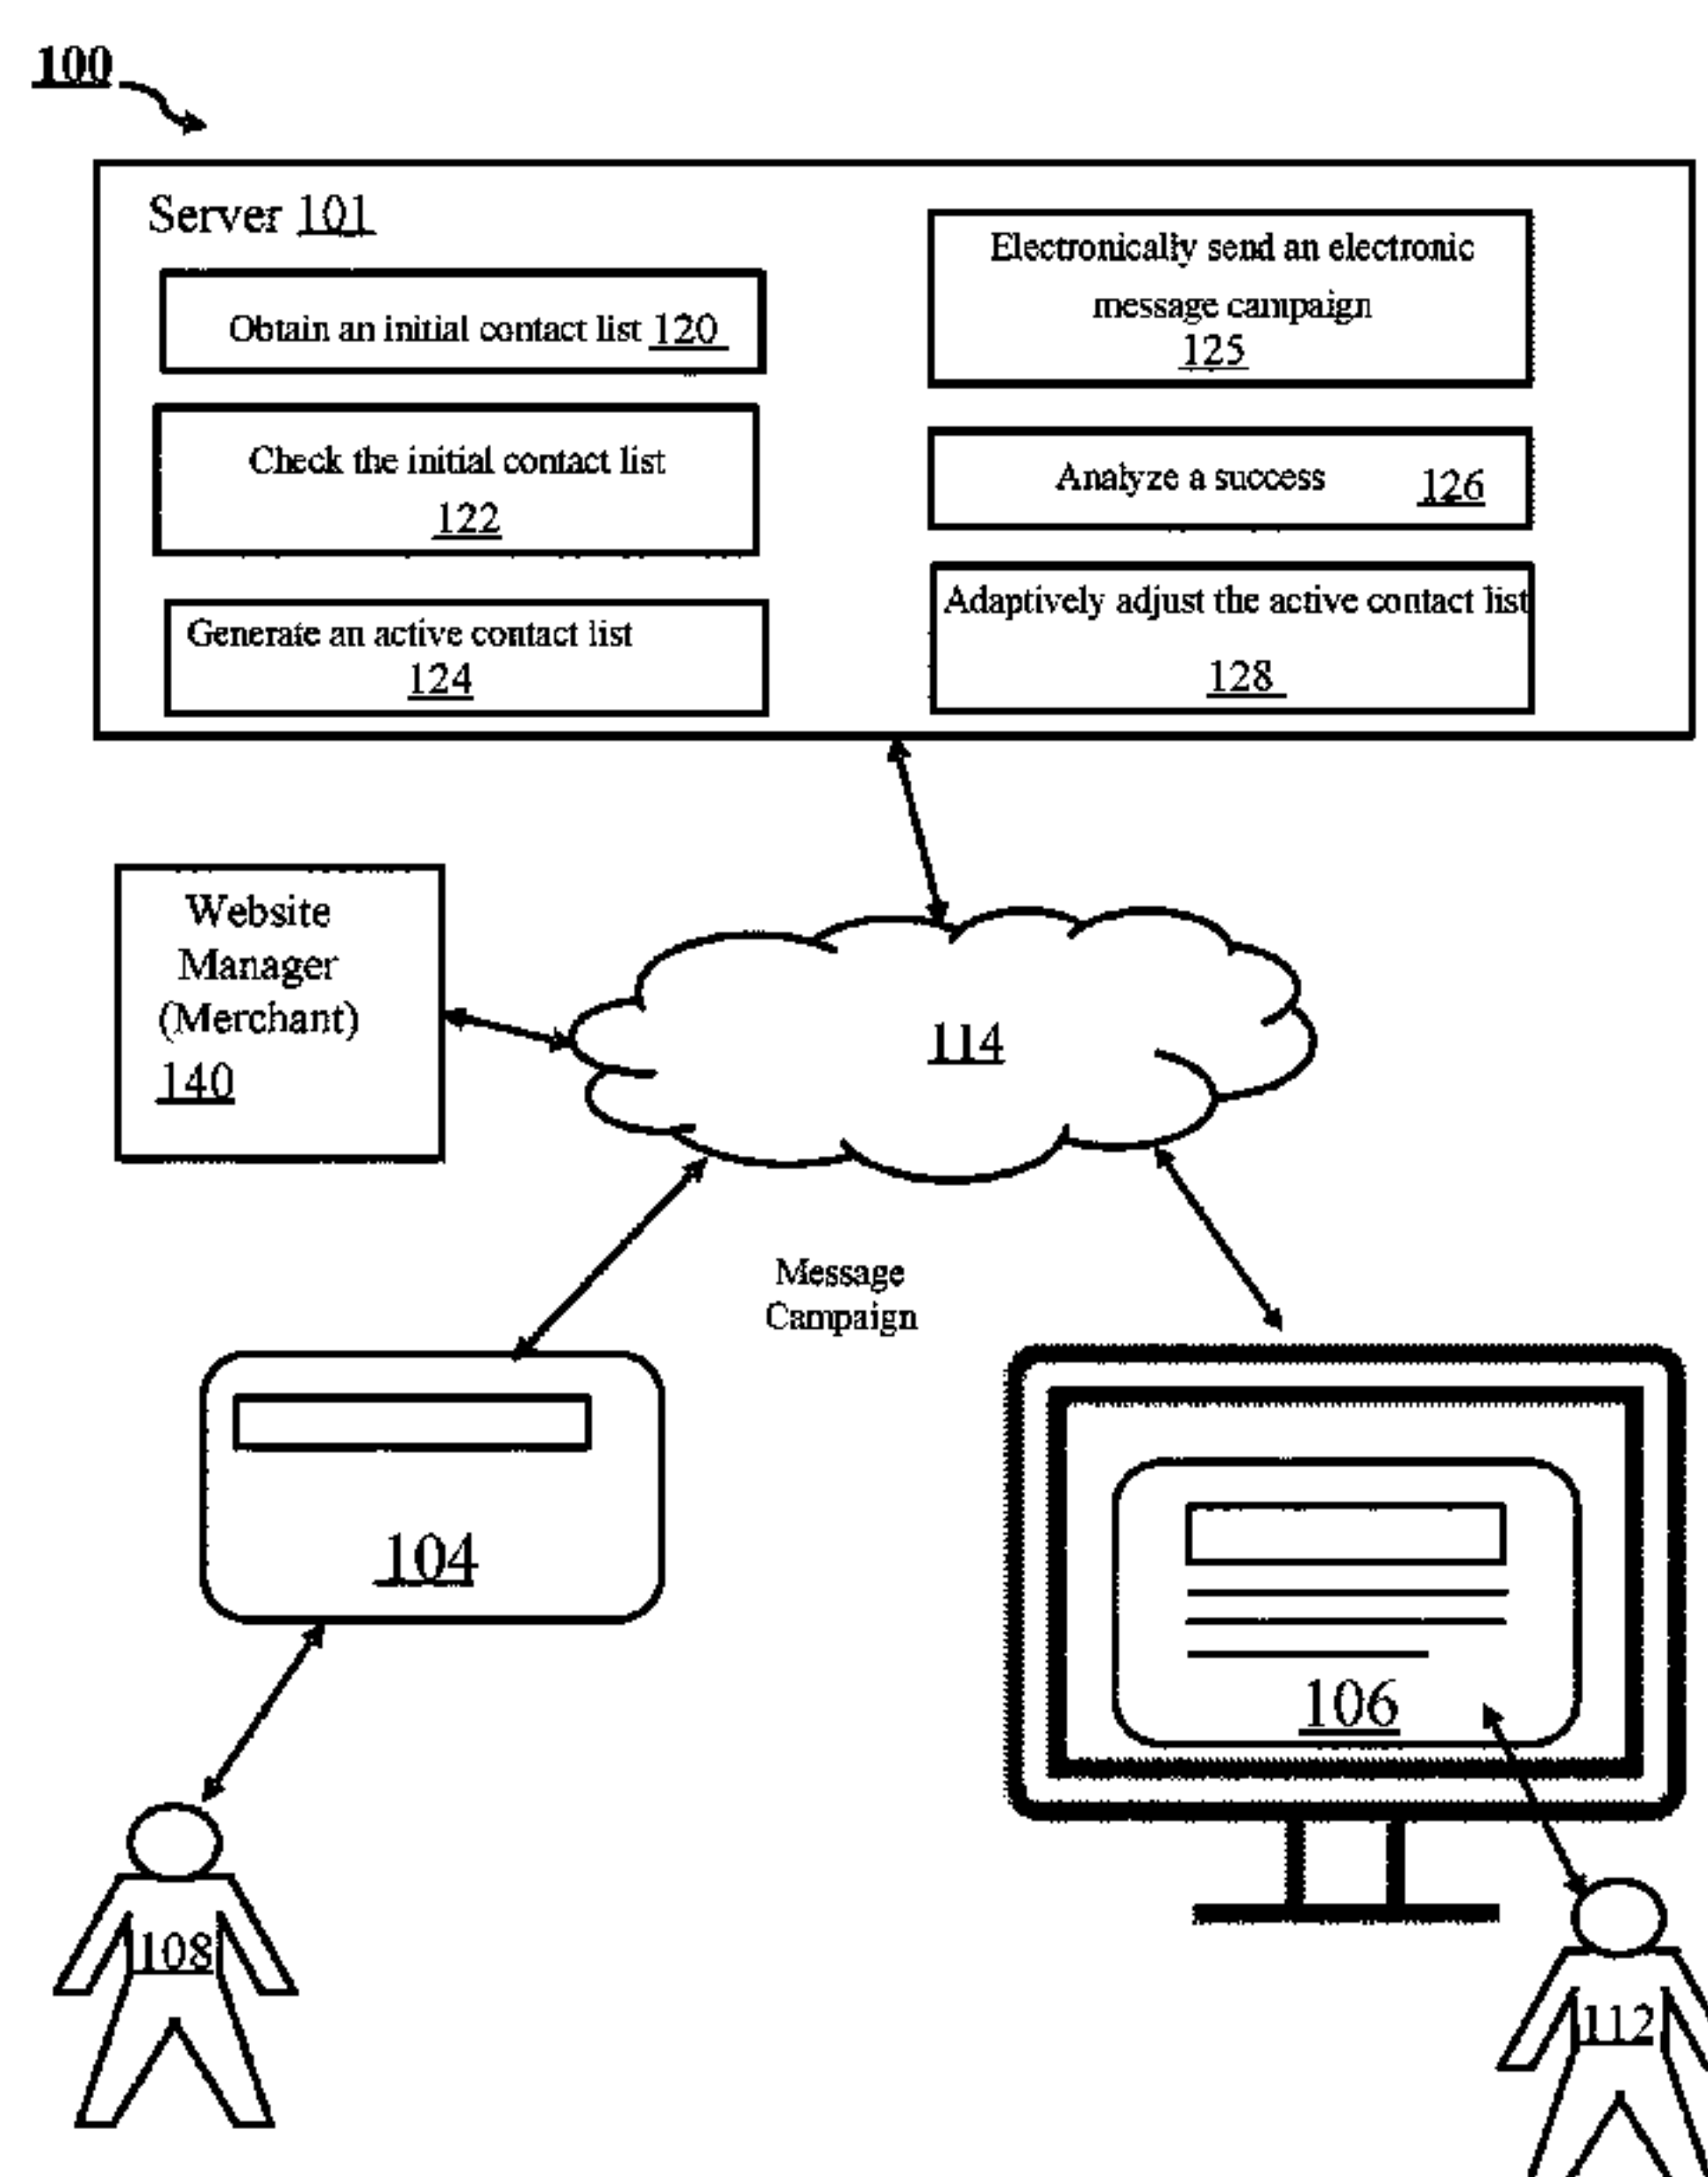 100
Server 101
Obtain an initial contact list 120
Check the initial contact list
122
Generate an active contact list
124
Electronically send an electronic
message campaign
125
Analyze a success 126
Adaptively adjust the active contact list
128
Website
Manager
(Merchant)
140
114
Message
Campaign
104
106
108
112